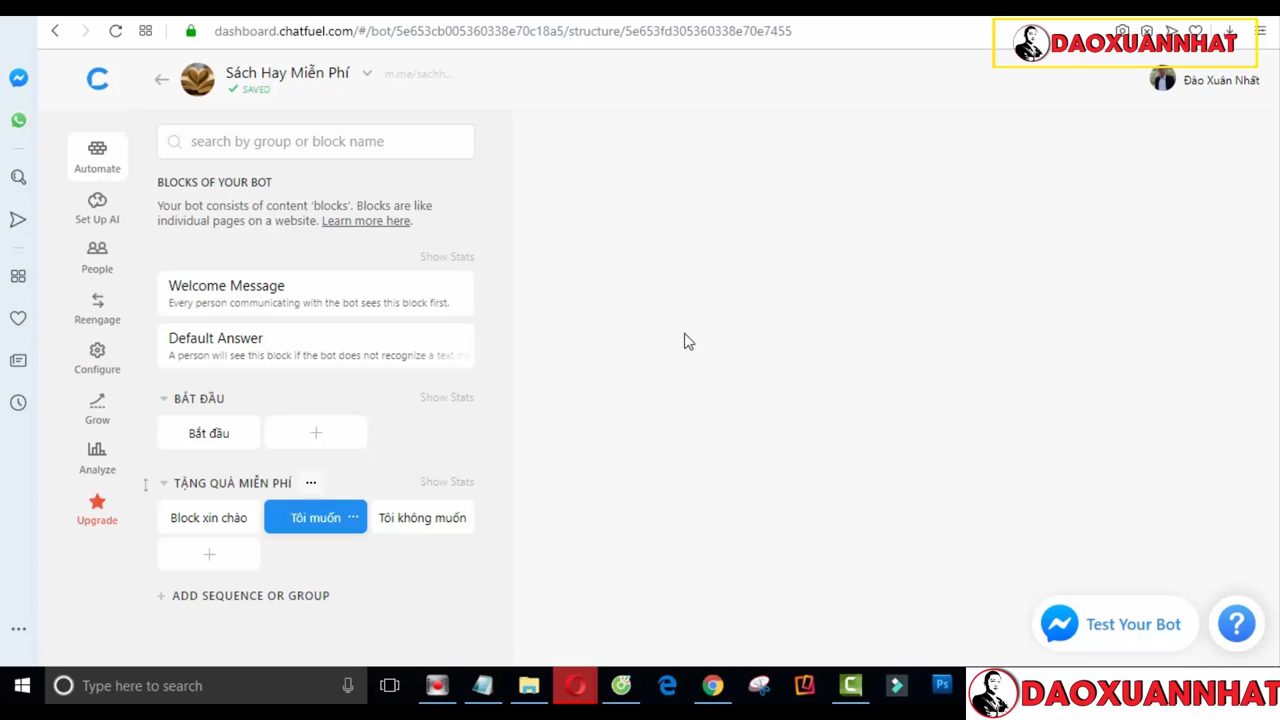 dashboard.chatfuel.com/#/bot/5e653cb005360338e70c18a5/structure/5e653fd305360338e70e7455
DAOXUANNHAT
Sách Hay Miễn Phí
m.me/sachh...
SAVED
Đào Xuân Nhất
Automate
Set Up AI
People
Reengage
Configure
Grow
Analyze
Upgrade
search by group or block name
BLOCKS OF YOUR BOT
Your bot consists of content ‘blocks’. Blocks are like
individual pages on a website. Learn more here.
Show Stats
Welcome Message
Every person communicating with the bot sees this block first.
Default Answer
A person will see this block if the bot does not recognize a text m
BẮT ĐẦU
Show Stats
Bắt đầu
TẶNG QUÀ MIỄN PHÍ ...
Show Stats
Block xin chào
Tôi muốn ...
Tôi không muốn
+ ADD SEQUENCE OR GROUP
Test Your Bot
?
Type here to search
Ps
DAOXUANNHAT